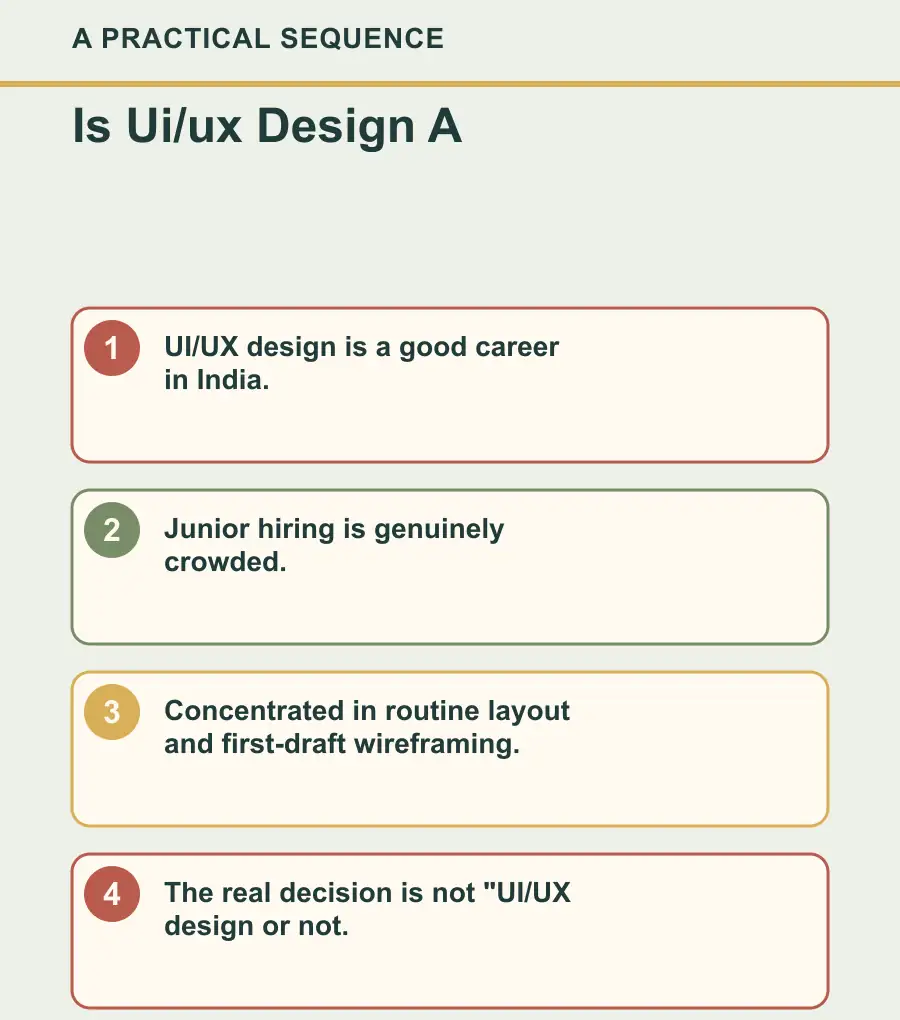 A PRACTICAL SEQUENCE
Is Ui/ux Design A
1
UI/UX design is a good career
in India.
2
Junior hiring is genuinely
crowded.
3
Concentrated in routine layout
and first-draft wireframing.
4
The real decision is not "UI/UX
design or not.